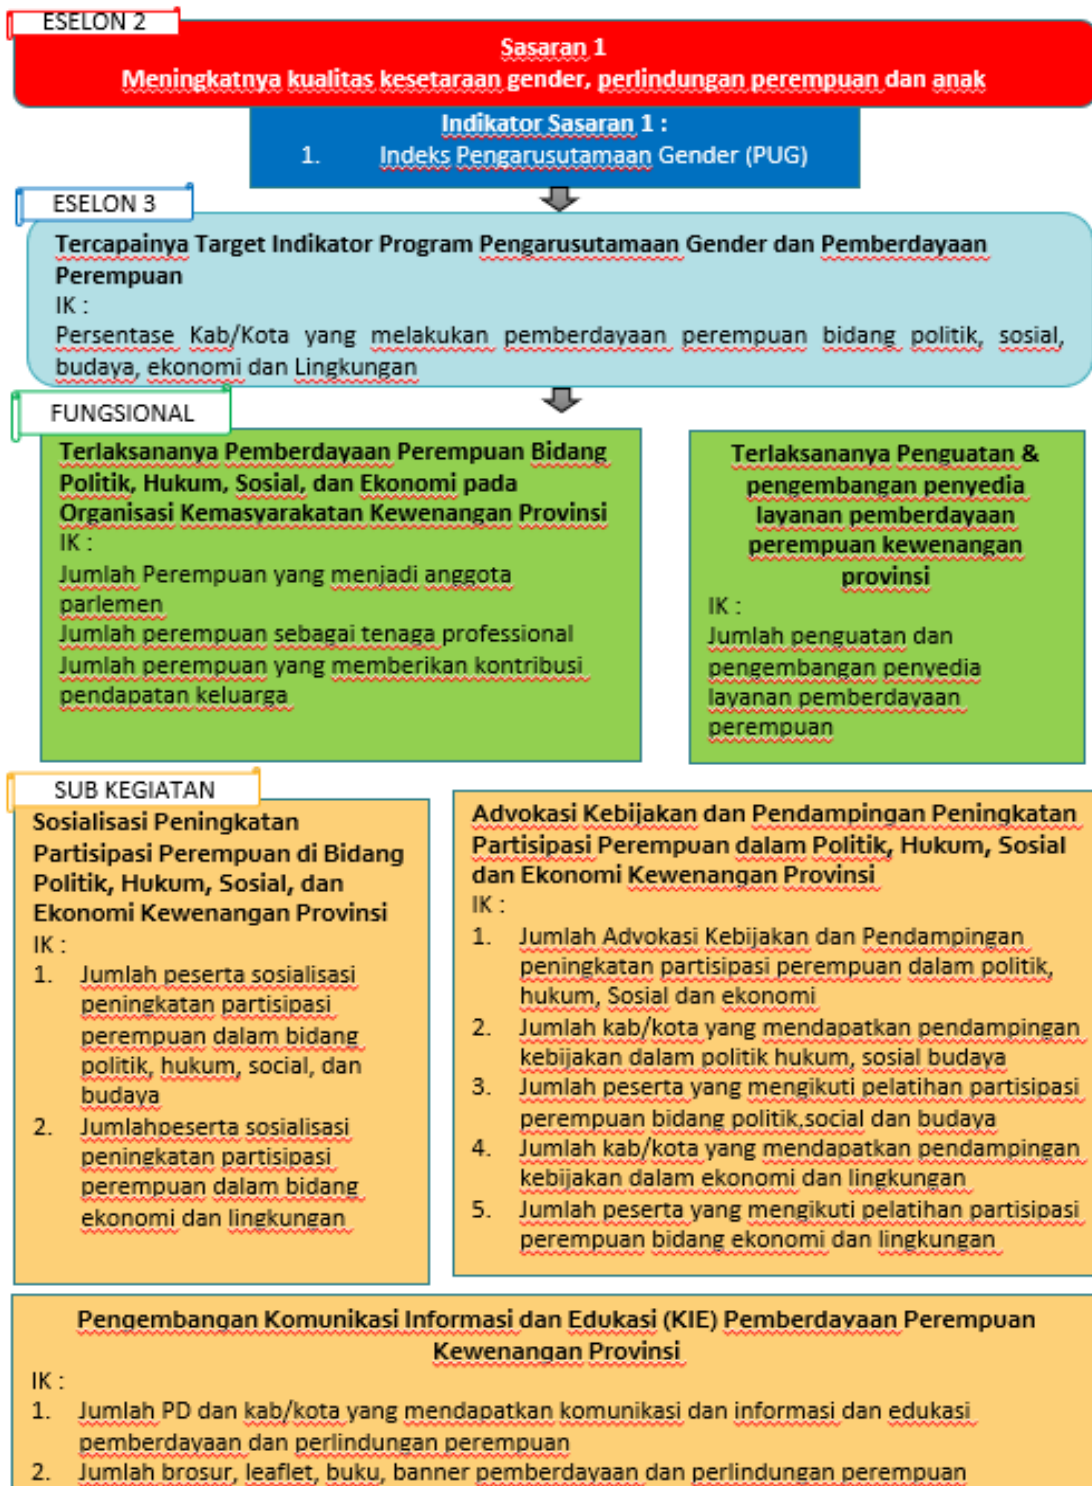 ESELON 2
Sasaran 1
Meningkatnya kualitas kesetaraan gender, perlindungan perempuan dan anak
Indikator Sasaran 1 :
1. Indeks Pengarusutamaan Gender (PUG)
ESELON 3
Tercapainya Target Indikator Program Pengarusutamaan Gender dan Pemberdayaan
Perempuan
IK :
Persentase Kab/Kota yang melakukan pemberdayaan perempuan bidang politik, sosial,
budaya, ekonomi dan Lingkungan
FUNGSIONAL
Terlaksananya Pemberdayaan Perempuan Bidang
Politik, Hukum, Sosial, dan Ekonomi pada
Organisasi Kemasyarakatan Kewenangan Provinsi
IK :
Jumlah Perempuan yang menjadi anggota
parlemen
Jumlah perempuan sebagai tenaga professional
Jumlah perempuan yang memberikan kontribusi
pendapatan keluarga
Terlaksananya Penguatan &
pengembangan penyedia
layanan pemberdayaan
perempuan kewenangan
provinsi
IK :
Jumlah penguatan dan
pengembangan penyedia
layanan pemberdayaan
perempuan
SUB KEGIATAN
Sosialisasi Peningkatan
Partisipasi Perempuan di Bidang
Politik, Hukum, Sosial, dan
Ekonomi Kewenangan Provinsi
IK :
1. Jumlah peserta sosialisasi
peningkatan partisipasi
perempuan dalam bidang
politik, hukum, social, dan
budaya
2. Jumlahpeserta sosialisasi
peningkatan partisipasi
perempuan dalam bidang
ekonomi dan lingkungan
Advokasi Kebijakan dan Pendampingan Peningkatan
Partisipasi Perempuan dalam Politik, Hukum, Sosial
dan Ekonomi Kewenangan Provinsi
IK :
1. Jumlah Advokasi Kebijakan dan Pendampingan
peningkatan partisipasi perempuan dalam politik,
hukum, Sosial dan ekonomi
2. Jumlah kab/kota yang mendapatkan pendampingan
kebijakan dalam politik hukum, sosial budaya
3. Jumlah peserta yang mengikuti pelatihan partisipasi
perempuan bidang politik,social dan budaya
4. Jumlah kab/kota yang mendapatkan pendampingan
kebijakan dalam ekonomi dan lingkungan
5. Jumlah peserta yang mengikuti pelatihan partisipasi
perempuan bidang ekonomi dan lingkungan
Pengembangan Komunikasi Informasi dan Edukasi (KIE) Pemberdayaan Perempuan
Kewenangan Provinsi
IK :
1. Jumlah PD dan kab/kota yang mendapatkan komunikasi dan informasi dan edukasi
pemberdayaan dan perlindungan perempuan
2. Jumlah brosur, leaflet, buku, banner pemberdayaan dan perlindungan perempuan